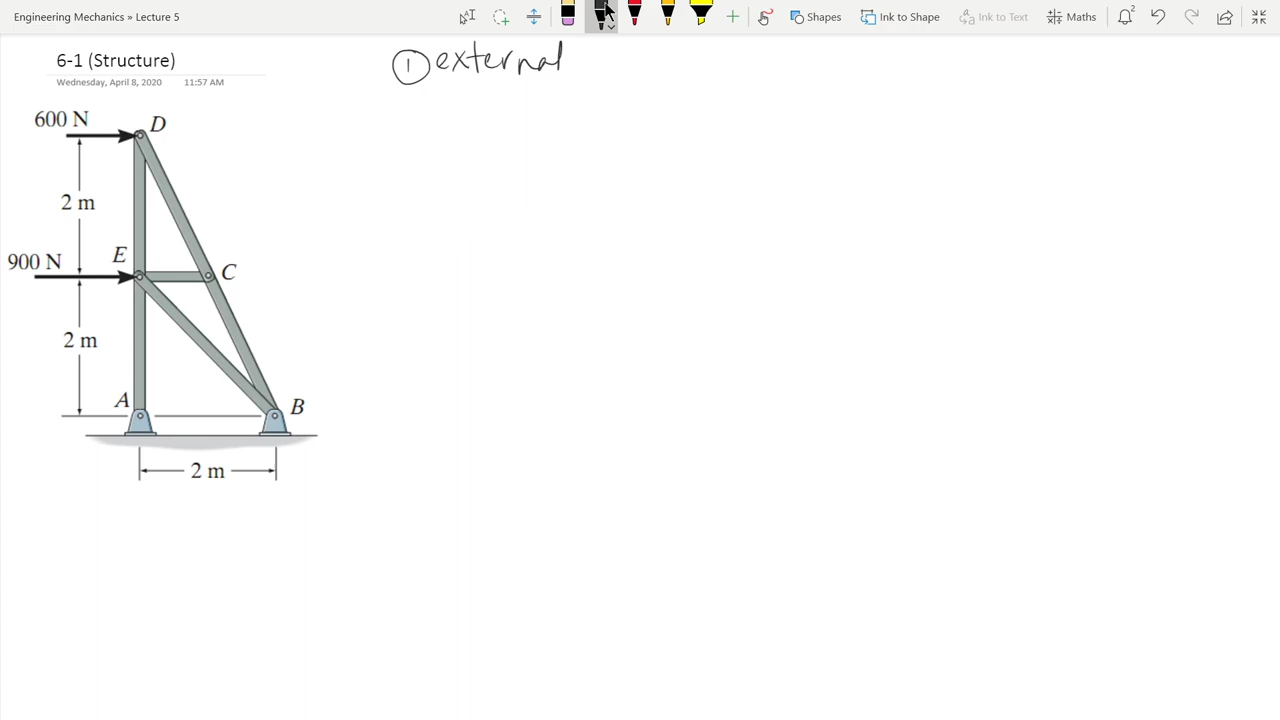 Engineering Mechanics » Lecture 5
Shapes
Ink to Shape
Ink to Text
Maths
6-1 (Structure)
Wednesday, April 8, 2020 11:57 AM
① external
600 N
D
2 m
E
900 N
C
2 m
A
B
2 m